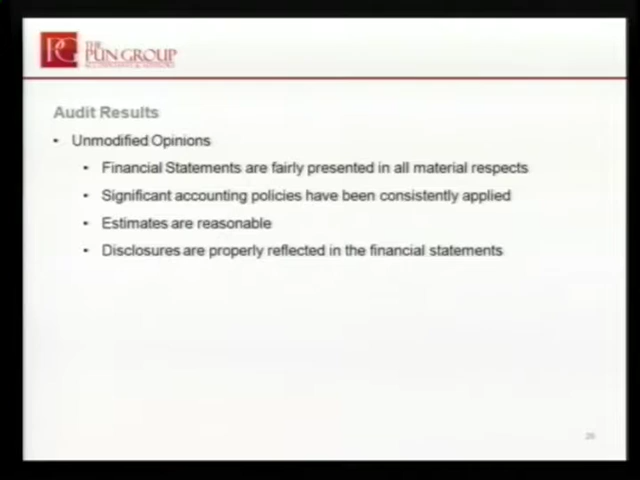 PG
THE
PUN GROUP
Audit Results
• Unmodified Opinions
• Financial Statements are fairly presented in all material respects
• Significant accounting policies have been consistently applied
• Estimates are reasonable
• Disclosures are properly reflected in the financial statements